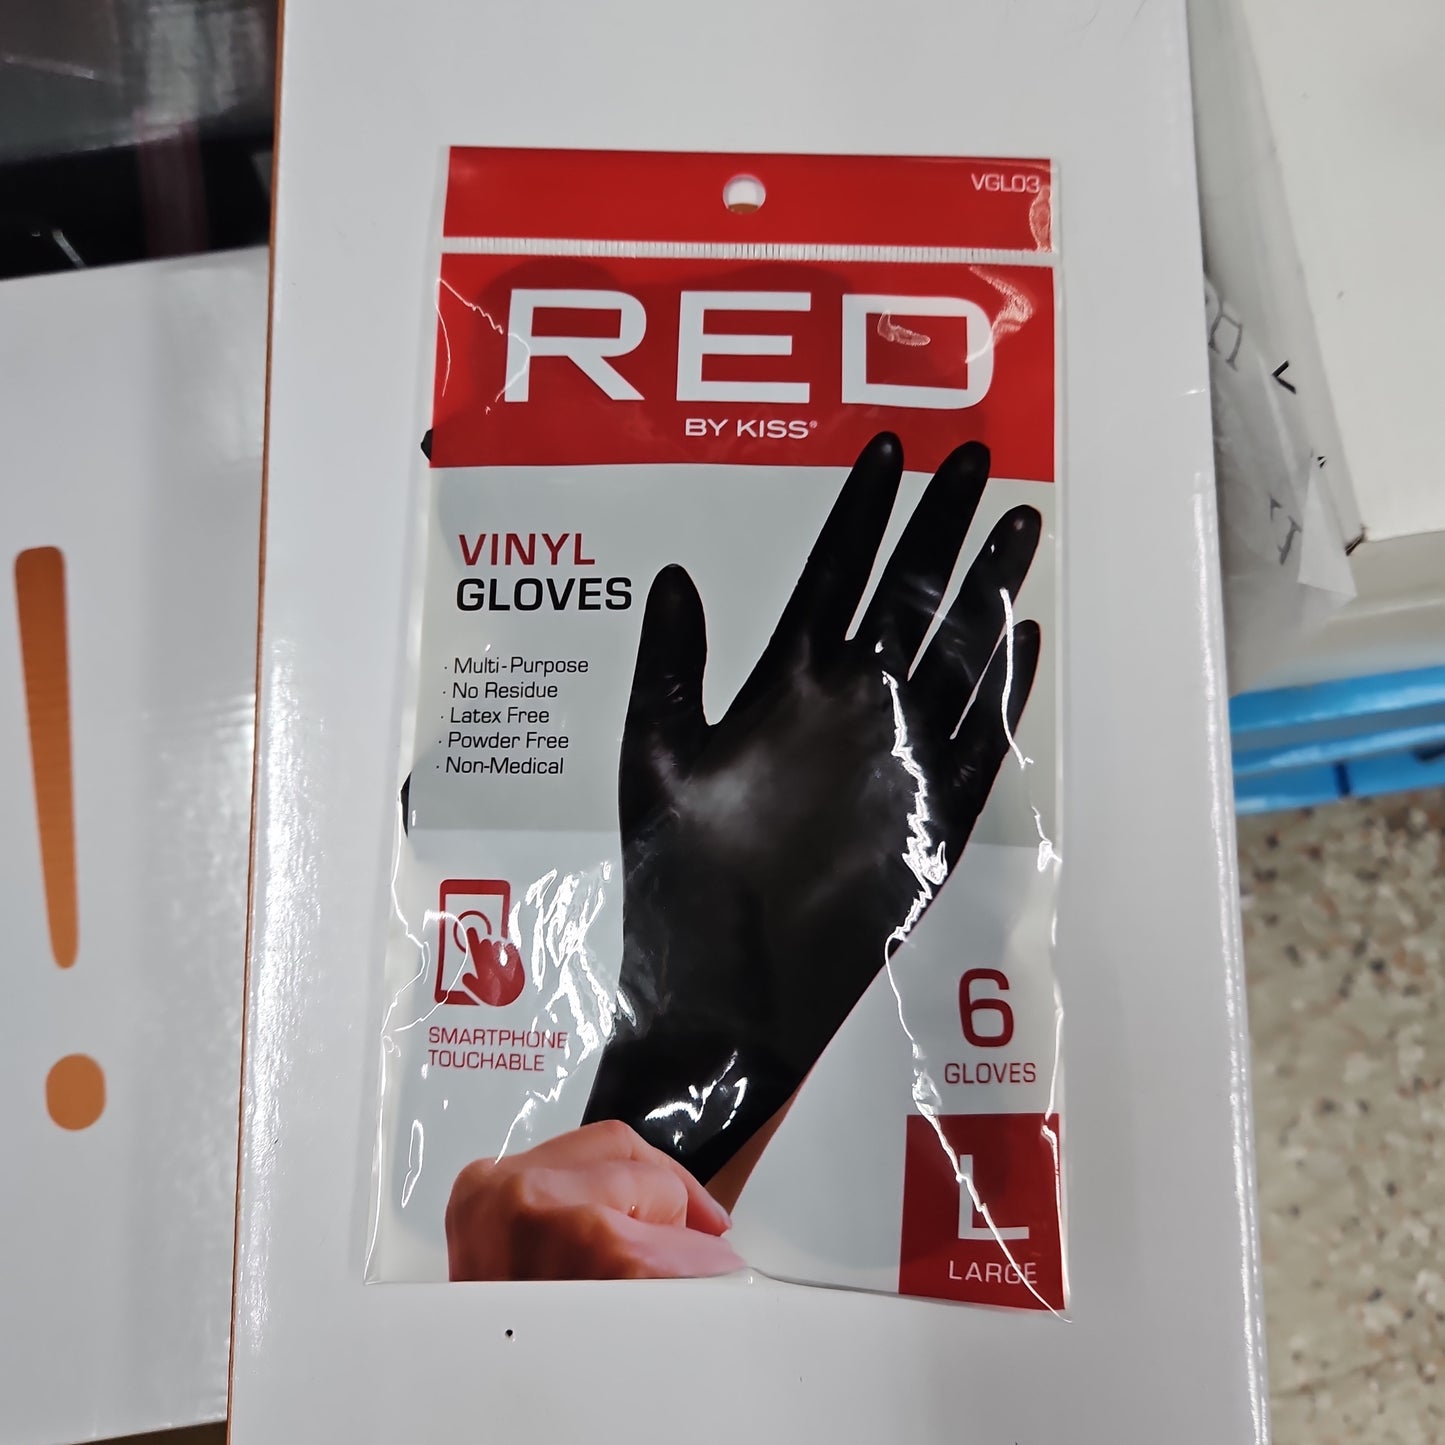 VGL03
RED
BY KISS®
VINYL
GLOVES
· Multi-Purpose
· No Residue
· Latex Free
· Powder Free
· Non-Medical
SMARTPHONE
TOUCHABLE
6
GLOVES
L
LARGE
!